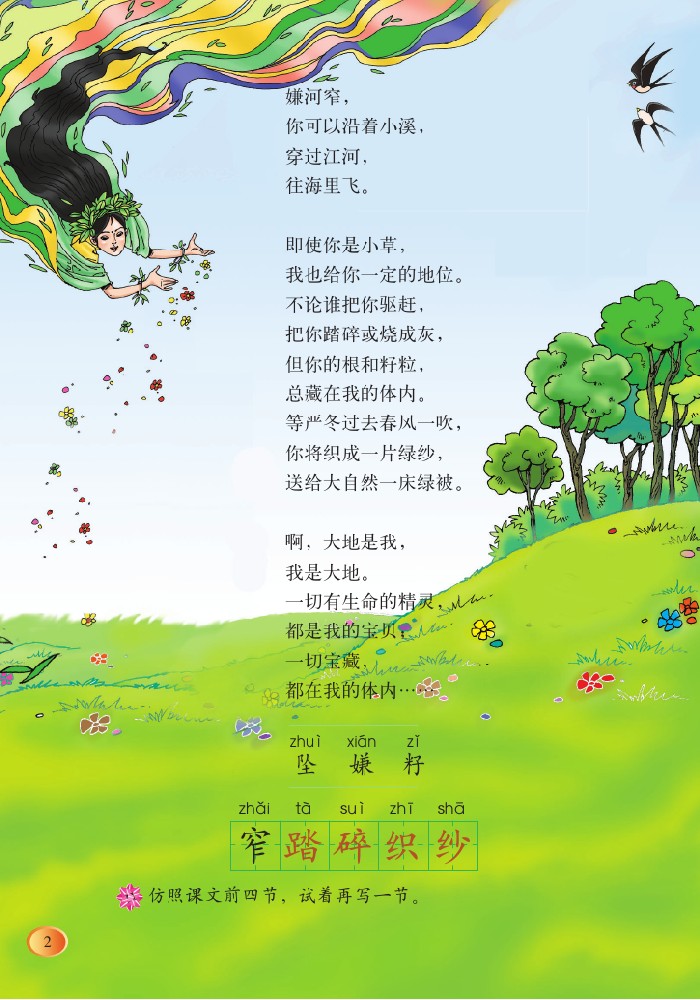 嫌河窄，
你可以沿着小溪，
穿过江河，
往海里飞。
即使你是小草，
我也给你一定的地位。
不论谁把你驱赶，
把你踏碎或烧成灰，
但你的根和籽粒，
总藏在我的体内。
等严冬过去春风一吹，
你将织成一片绿纱，
送给大自然一床绿被。
啊，大地是我，
我是大地。
一切有生命的精灵，
都是我的宝贝；
一切宝藏，
都在我的体内……
zhuì xiān zǐ
坠 嫌 籽
zhǎi tà suì zhī shā
窄 踏 碎 织 纱
仿照课文前四节，试着再写一节。
2